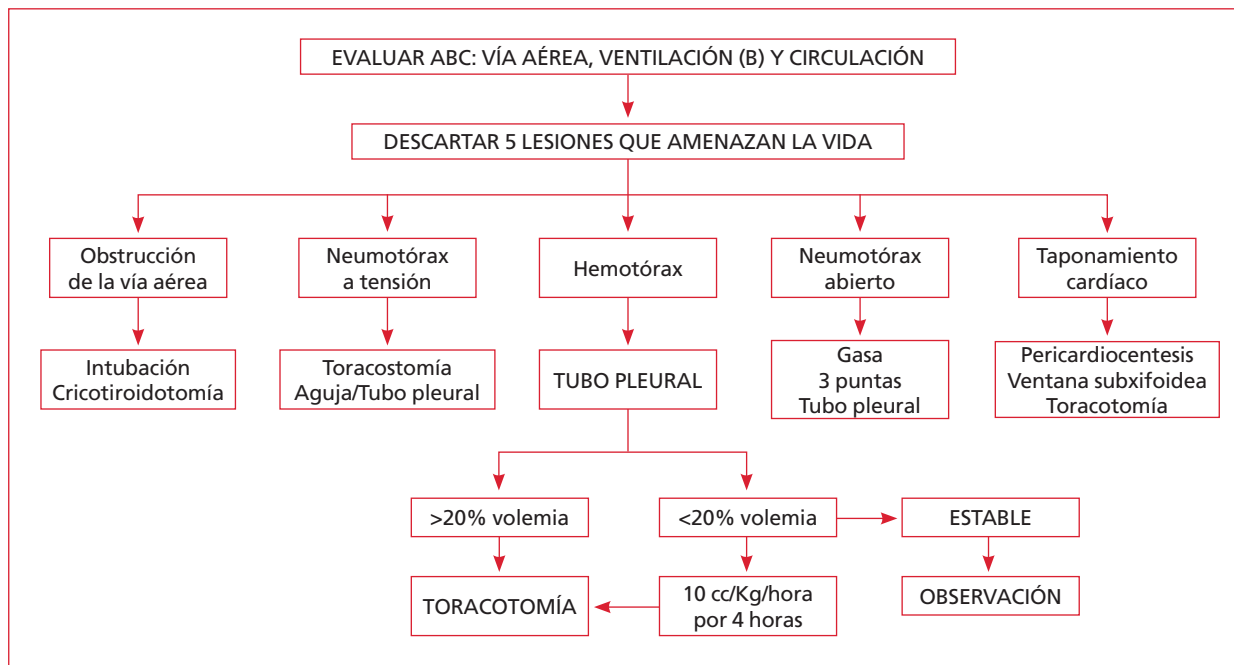 EVALUAR ABC: VÍA AÉREA, VENTILACIÓN (B) Y CIRCULACIÓN
DESCARTAR 5 LESIONES QUE AMENAZAN LA VIDA
Obstrucción
de la vía aérea
Neumotórax
a tensión
Hemotórax
Neumotórax
abierto
Taponamiento
cardíaco
Intubación
Cricotiroidotomía
Toracostomía
Aguja/Tubo pleural
TUBO PLEURAL
Gasa
3 puntas
Tubo pleural
Pericardiocentesis
Ventana subxifoidea
Toracotomía
>20% volemia
<20% volemia
ESTABLE
TORACOTOMÍA
10 cc/Kg/hora
por 4 horas
OBSERVACIÓN